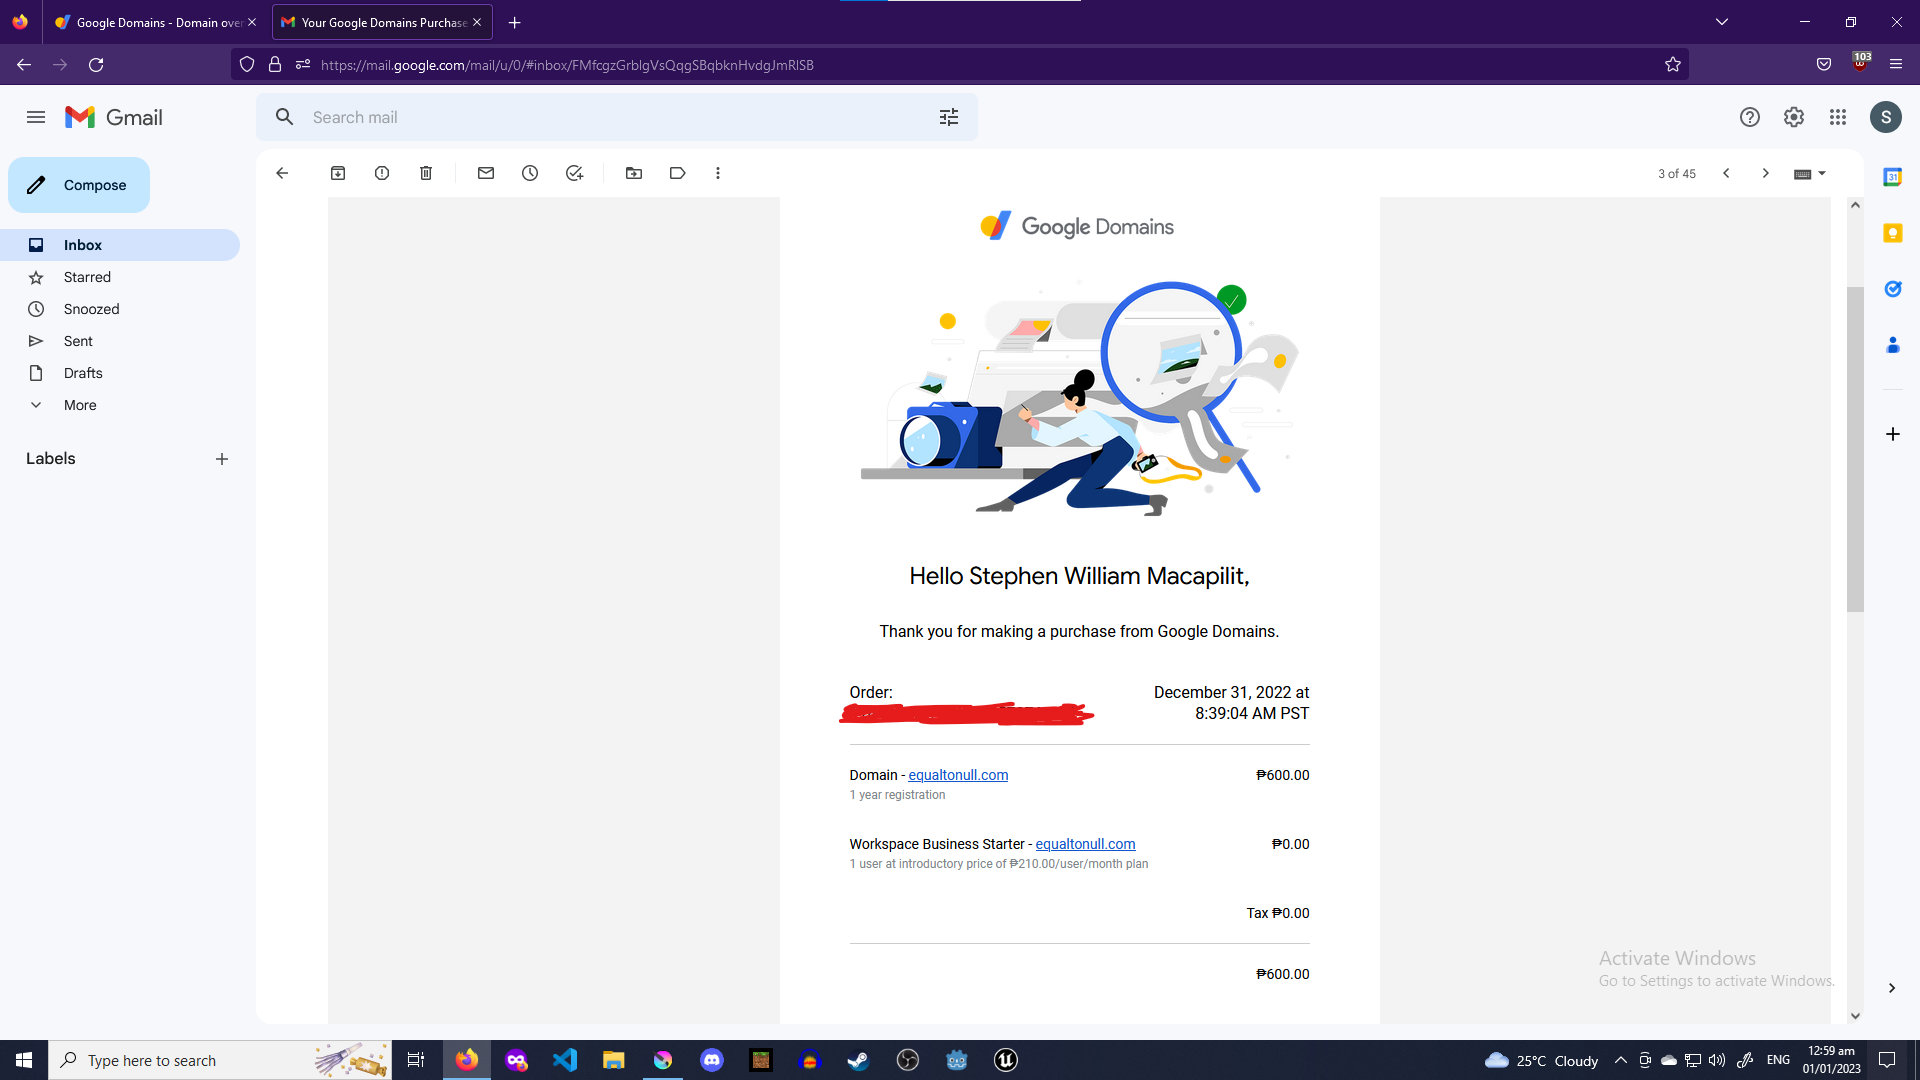 Google Domains - Domain over
Your Google Domains Purchase
https://mail.google.com/mail/u/0/#inbox/FMfcgzGrblgVsQqgSBqbknHvdgJmRlSB
103
Gmail
Search mail
S
Compose
3 of 45
31
Inbox
Starred
Snoozed
Sent
Drafts
More
Labels
Google Domains
Hello Stephen William Macapilit,
Thank you for making a purchase from Google Domains.
Order:
December 31, 2022 at
8:39:04 AM PST
Domain - equaltonull.com ₱600.00
1 year registration
Workspace Business Starter - equaltonull.com ₱0.00
1 user at introductory price of ₱210.00/user/month plan
Tax ₱0.00
₱600.00
Activate Windows
Go to Settings to activate Windows.
Type here to search
25°C Cloudy
ENG
12:59 am
01/01/2023